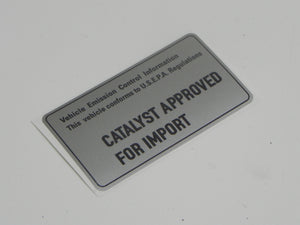 Vehicle Emission Control Information
This vehicle conforms to U.S.E.P.A. Regulations
CATALYST APPROVED
FOR IMPORT